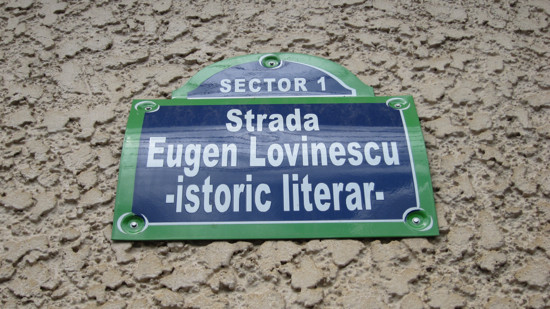 SECTOR 1
Strada
Eugen Lovinescu
-istoric literar-